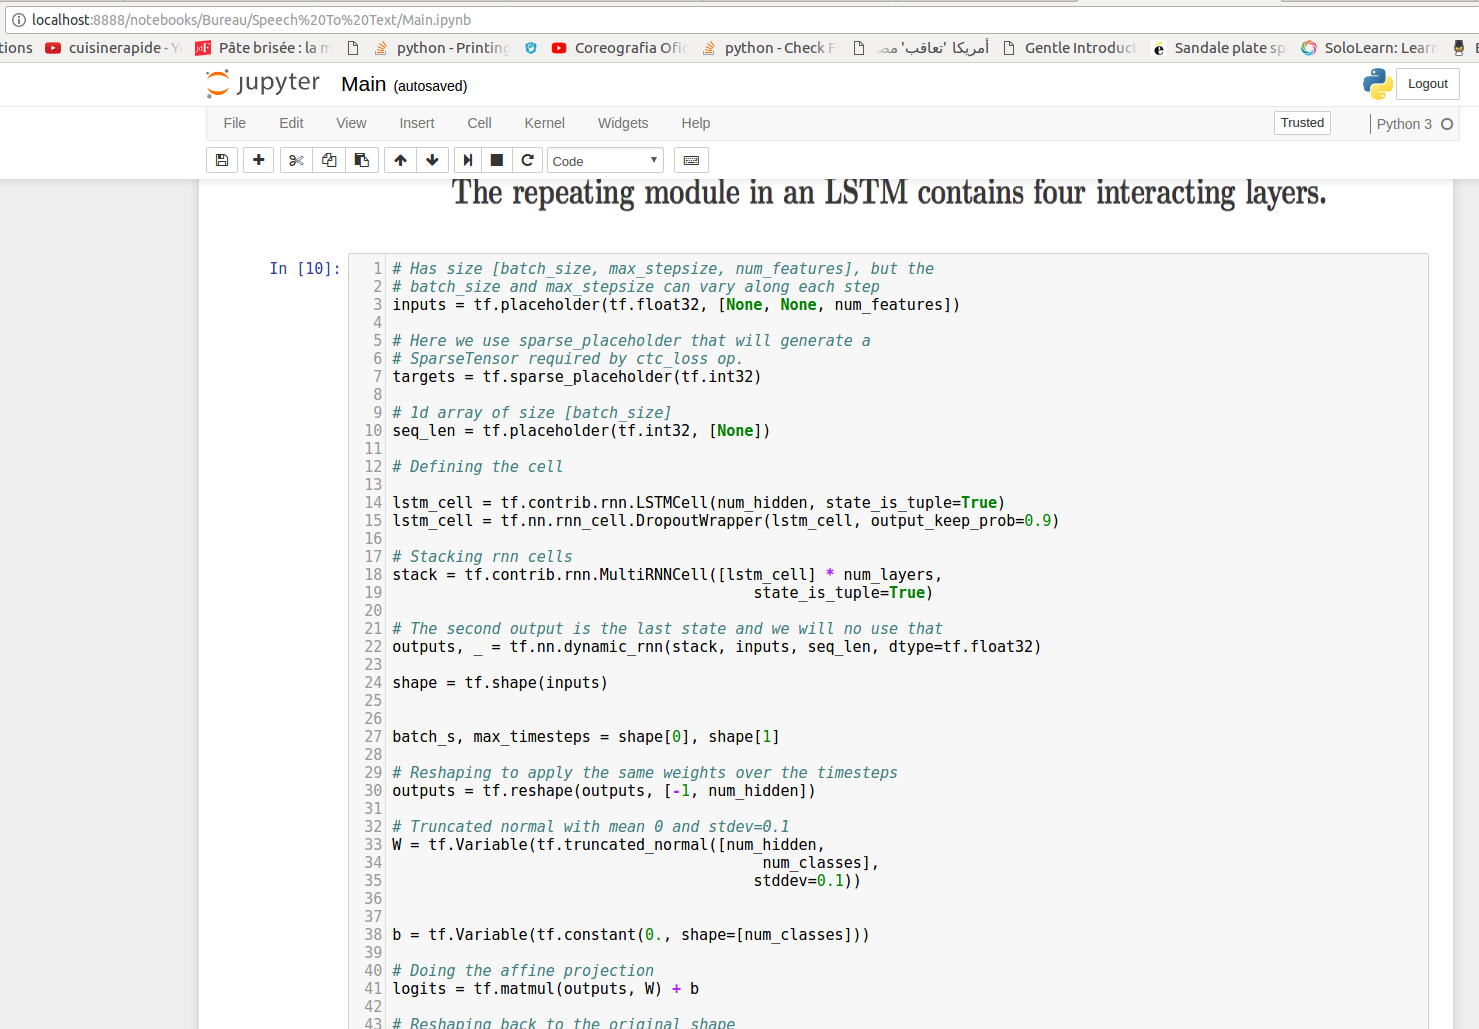 localhost:8888/notebooks/Bureau/Speech%20To%20Text/Main.ipynb
tions cuisinerapide - Y Pâte brisée : la m python - Printing Coreografia Ofic python - Check F أمريكا 'تعاقب' مص Gentle Introduct Sandale plate sp SoloLearn: Learn
jupyter Main (autosaved) Logout
File Edit View Insert Cell Kernel Widgets Help Trusted Python 3
Code
The repeating module in an LSTM contains four interacting layers.
In [10]:
1 # Has size [batch_size, max_stepsize, num_features], but the
2 # batch_size and max_stepsize can vary along each step
3 inputs = tf.placeholder(tf.float32, [None, None, num_features])
4
5 # Here we use sparse_placeholder that will generate a
6 # SparseTensor required by ctc_loss op.
7 targets = tf.sparse_placeholder(tf.int32)
8
9 # 1d array of size [batch_size]
10 seq_len = tf.placeholder(tf.int32, [None])
11
12 # Defining the cell
13
14 lstm_cell = tf.contrib.rnn.LSTMCell(num_hidden, state_is_tuple=True)
15 lstm_cell = tf.nn.rnn_cell.DropoutWrapper(lstm_cell, output_keep_prob=0.9)
16
17 # Stacking rnn cells
18 stack = tf.contrib.rnn.MultiRNNCell([lstm_cell] * num_layers,
19 state_is_tuple=True)
20
21 # The second output is the last state and we will no use that
22 outputs, _ = tf.nn.dynamic_rnn(stack, inputs, seq_len, dtype=tf.float32)
23
24 shape = tf.shape(inputs)
25
26
27 batch_s, max_timesteps = shape[0], shape[1]
28
29 # Reshaping to apply the same weights over the timesteps
30 outputs = tf.reshape(outputs, [-1, num_hidden])
31
32 # Truncated normal with mean 0 and stdev=0.1
33 W = tf.Variable(tf.truncated_normal([num_hidden,
34 num_classes],
35 stddev=0.1))
36
37
38 b = tf.Variable(tf.constant(0., shape=[num_classes]))
39
40 # Doing the affine projection
41 logits = tf.matmul(outputs, W) + b
42
43 # Reshaping back to the original shape